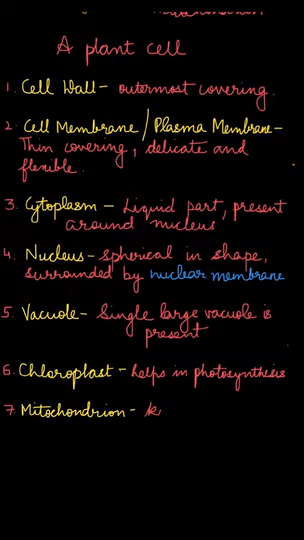 Mitochondrion
A plant cell
1. Cell Wall- outermost covering.
2. Cell Membrane / Plasma Membrane-
Thin covering, delicate and
flexible.
3. Cytoplasm - Liquid part, present
around nucleus
4. Nucleus - spherical in shape,
surrounded by nuclear membrane
5. Vacuole- Single large vacuole is
present
6. Chloroplast - helps in photosynthesis
7. Mitochondrion - k